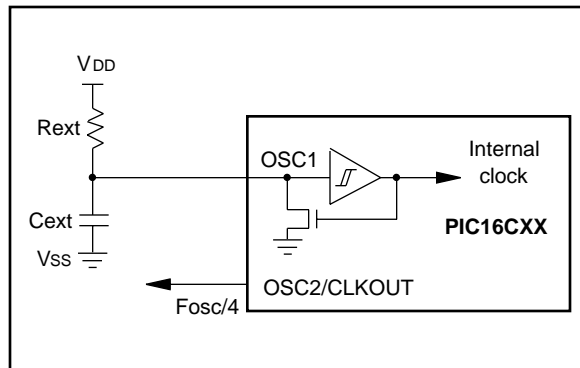 VDD
Rext
Cext
VSS
OSC1
Internal
clock
PIC16CXX
OSC2/CLKOUT
Fosc/4